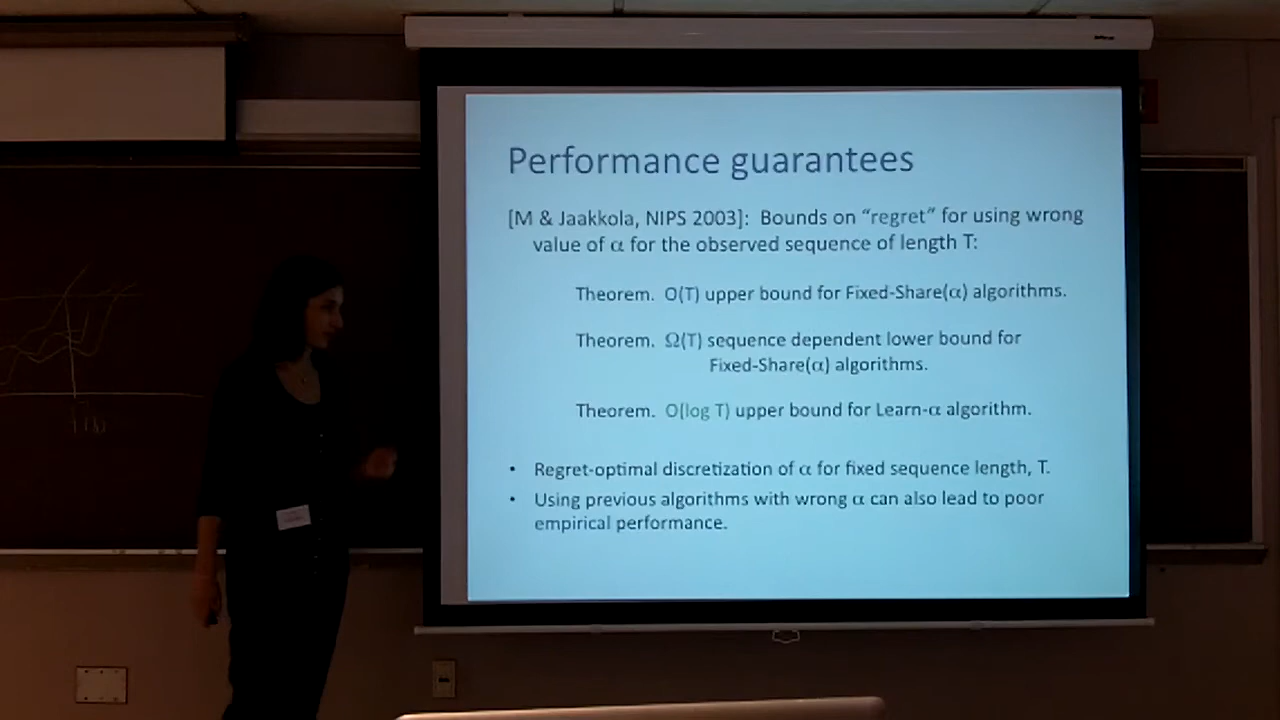 Performance guarantees
[M & Jaakkola, NIPS 2003]: Bounds on “regret” for using wrong
value of α for the observed sequence of length T:
Theorem. O(T) upper bound for Fixed-Share(α) algorithms.
Theorem. Ω(T) sequence dependent lower bound for
Fixed-Share(α) algorithms.
Theorem. O(log T) upper bound for Learn-α algorithm.
• Regret-optimal discretization of α for fixed sequence length, T.
• Using previous algorithms with wrong α can also lead to poor
empirical performance.